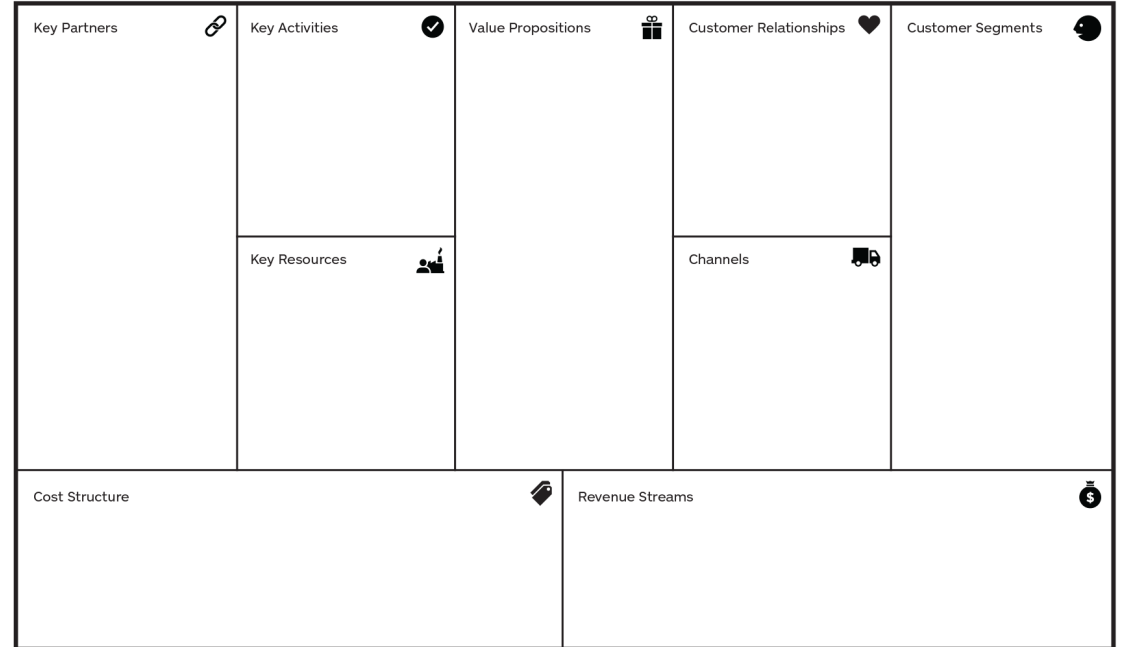 Key Partners
Key Activities
Value Propositions
Customer Relationships
Customer Segments
Key Resources
Channels
Cost Structure
Revenue Streams
$